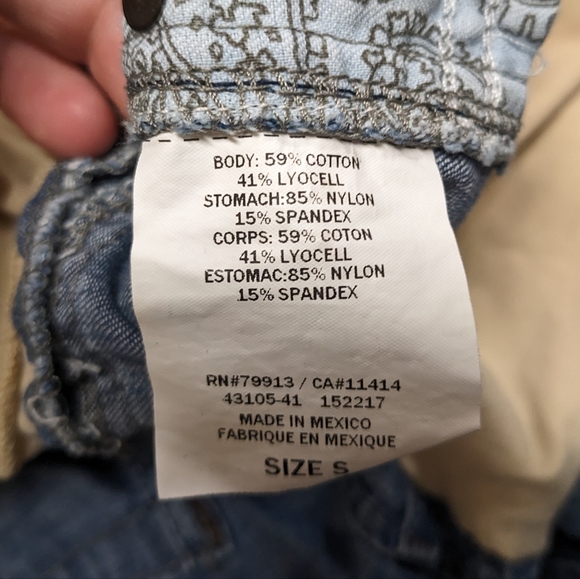 BODY: 59% COTTON
41% LYOCELL
STOMACH:85% NYLON
15% SPANDEX
CORPS: 59% COTON
41% LYOCELL
ESTOMAC:85% NYLON
15% SPANDEX
RN#79913 / CA#11414
43105-41 152217
MADE IN MEXICO
FABRIQUE EN MEXIQUE
SIZE S